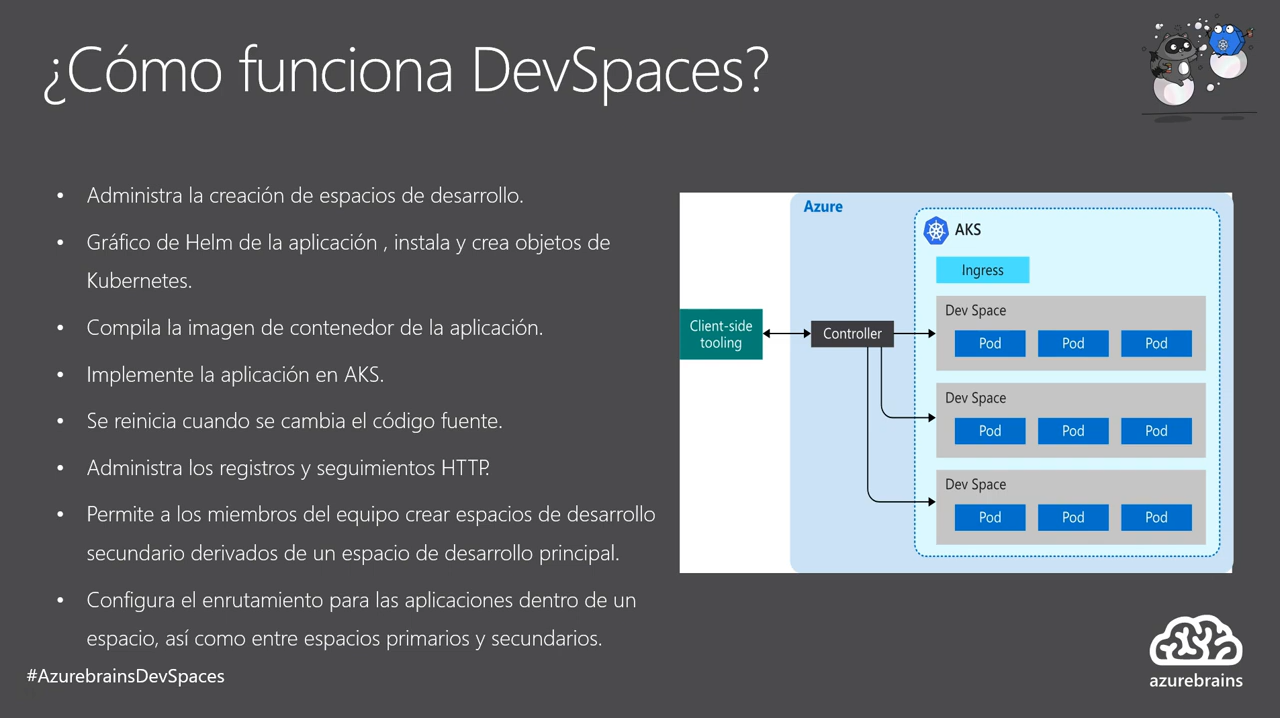 ¿Cómo funciona DevSpaces?
• Administra la creación de espacios de desarrollo.
• Gráfico de Helm de la aplicación , instala y crea objetos de
Kubernetes.
• Compila la imagen de contenedor de la aplicación.
• Implemente la aplicación en AKS.
• Se reinicia cuando se cambia el código fuente.
• Administra los registros y seguimientos HTTP.
• Permite a los miembros del equipo crear espacios de desarrollo
secundario derivados de un espacio de desarrollo principal.
• Configura el enrutamiento para las aplicaciones dentro de un
espacio, así como entre espacios primarios y secundarios.
#AzurebrainsDevSpaces
Azure
AKS
Ingress
Client-side
tooling
Controller
Dev Space
Pod Pod Pod
Dev Space
Pod Pod Pod
Dev Space
Pod Pod Pod
azurebrains